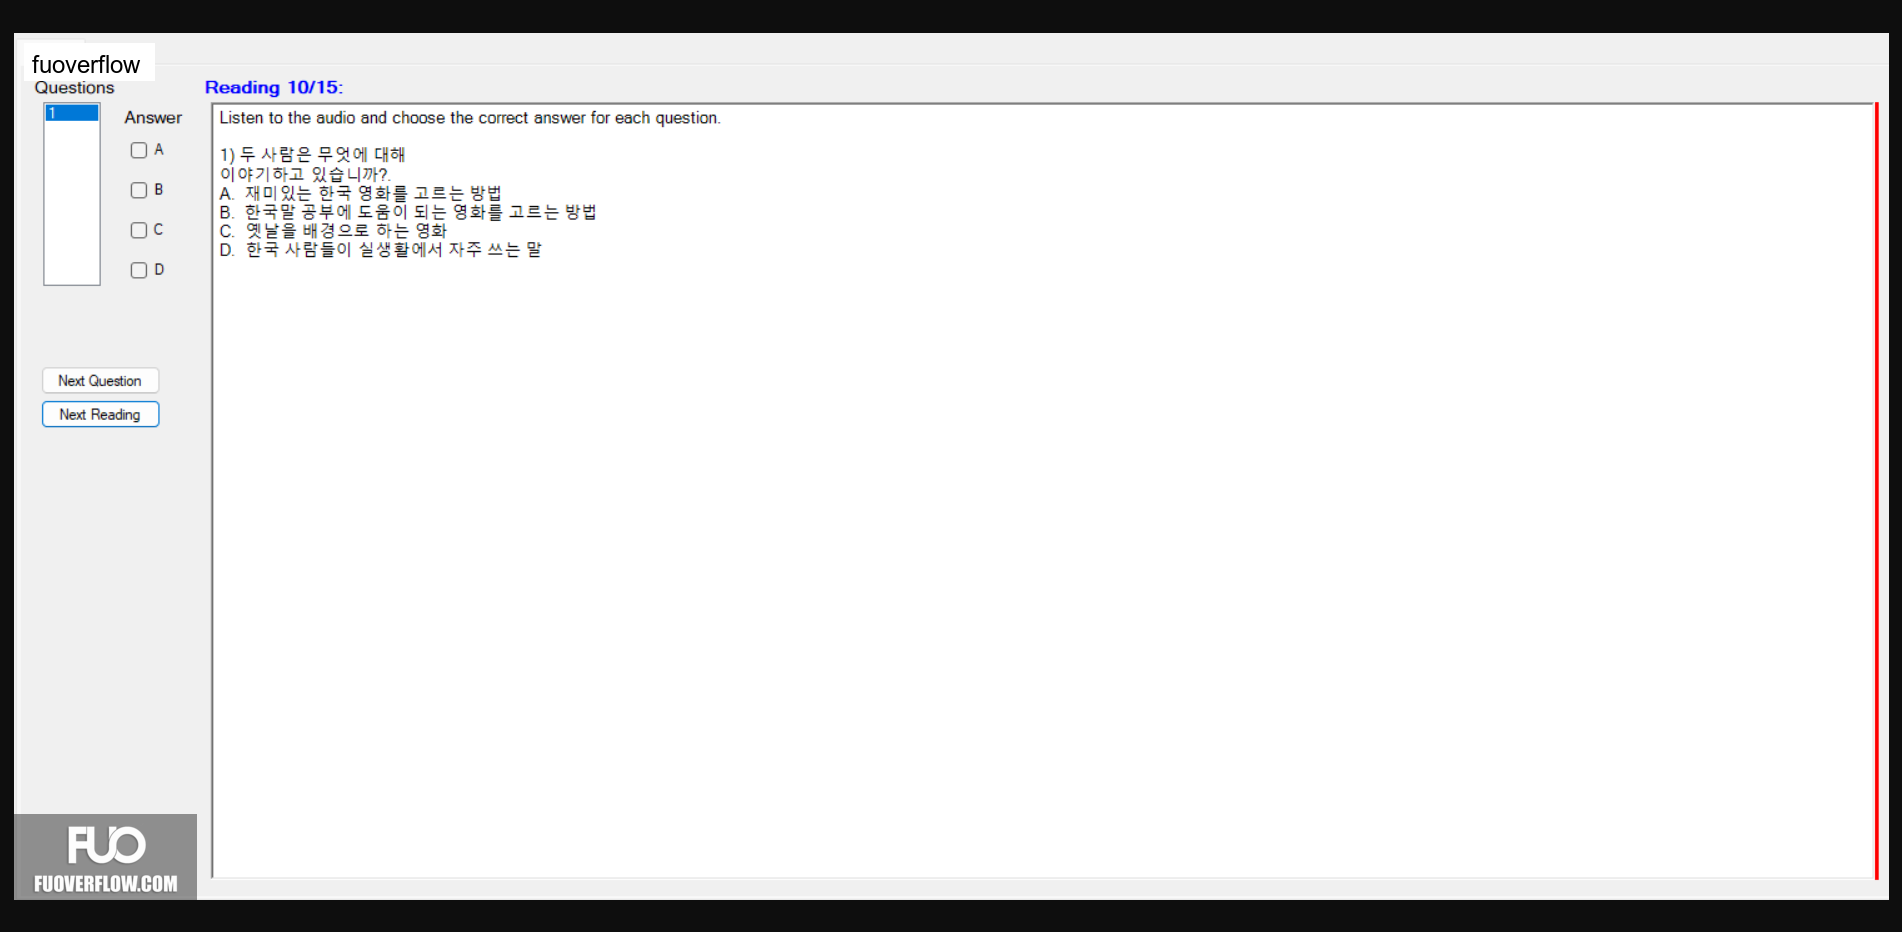 fuoverflow
Questions
Reading 10/15:
1
Answer
A
B
C
D
Next Question
Next Reading
Listen to the audio and choose the correct answer for each question.
1) 두 사람은 무엇에 대해
이야기하고 있습니까?.
A. 재미있는 한국 영화를 고르는 방법
B. 한국말 공부에 도움이 되는 영화를 고르는 방법
C. 옛날을 배경으로 하는 영화
D. 한국 사람들이 실생활에서 자주 쓰는 말
FUO
FUOVERFLOW.COM